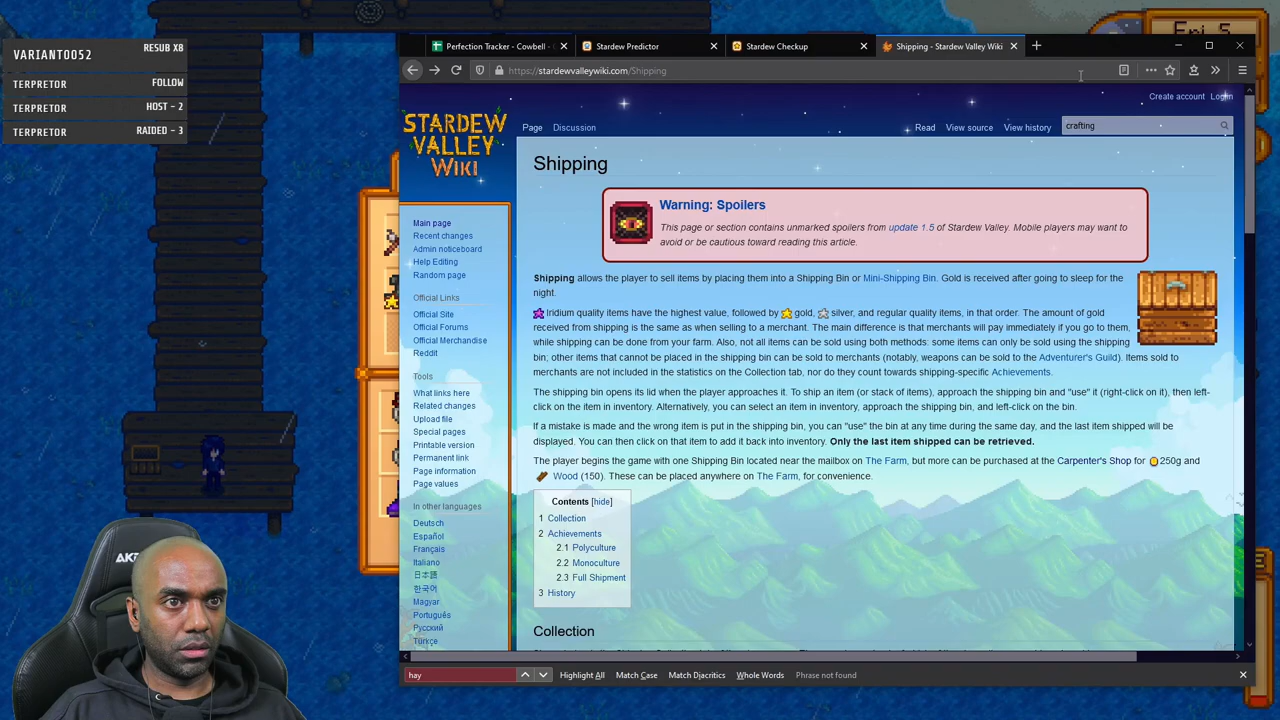 VARIANT0052 RESUB X8
TERPRETOR FOLLOW
TERPRETOR HOST - 2
TERPRETOR RAIDED - 3
Perfection Tracker - Cowbell -
Stardew Predictor
Stardew Checkup
Shipping - Stardew Valley Wiki
https://stardewvalleywiki.com/Shipping
Create account Login
STARDEW
VALLEY
WIKI
Page Discussion
Read View source View history
crafting
Shipping
Warning: Spoilers
This page or section contains unmarked spoilers from update 1.5 of Stardew Valley. Mobile players may want to
avoid or be cautious toward reading this article.
Shipping allows the player to sell items by placing them into a Shipping Bin or Mini-Shipping Bin. Gold is received after going to sleep for the
night.
Iridium quality items have the highest value, followed by gold, silver, and regular quality items, in that order. The amount of gold
received from shipping is the same as when selling to a merchant. The main difference is that merchants will pay immediately if you go to them,
while shipping can be done from your farm. Also, not all items can be sold using both methods: some items can only be sold using the shipping
bin; other items that cannot be placed in the shipping bin can be sold to merchants (notably, weapons can be sold to the Adventurer's Guild). Items sold to
merchants are not included in the statistics on the Collection tab, nor do they count towards shipping-specific Achievements.
The shipping bin opens its lid when the player approaches it. To ship an item (or stack of items), approach the shipping bin and "use" it (right-click on it), then left-
click on the item in inventory. Alternatively, you can select an item in inventory, approach the shipping bin, and left-click on the bin.
If a mistake is made and the wrong item is put in the shipping bin, you can "use" the bin at any time during the same day, and the last item shipped will be
displayed. You can then click on that item to add it back into inventory. Only the last item shipped can be retrieved.
The player begins the game with one Shipping Bin located near the mailbox on The Farm, but more can be purchased at the Carpenter's Shop for 250g and
Wood (150). These can be placed anywhere on The Farm, for convenience.
Contents [hide]
1 Collection
2 Achievements
2.1 Polyculture
2.2 Monoculture
2.3 Full Shipment
3 History
Collection
Main page
Recent changes
Admin noticeboard
Help Editing
Random page
Official Links
Official Site
Official Forums
Official Merchandise
Reddit
Tools
What links here
Related changes
Upload file
Special pages
Printable version
Permanent link
Page information
Page values
In other languages
Deutsch
Español
Français
Italiano
日本語
한국어
Magyar
Português
Русский
Türkçe
hay
Highlight All Match Case Match Diacritics Whole Words Phrase not found